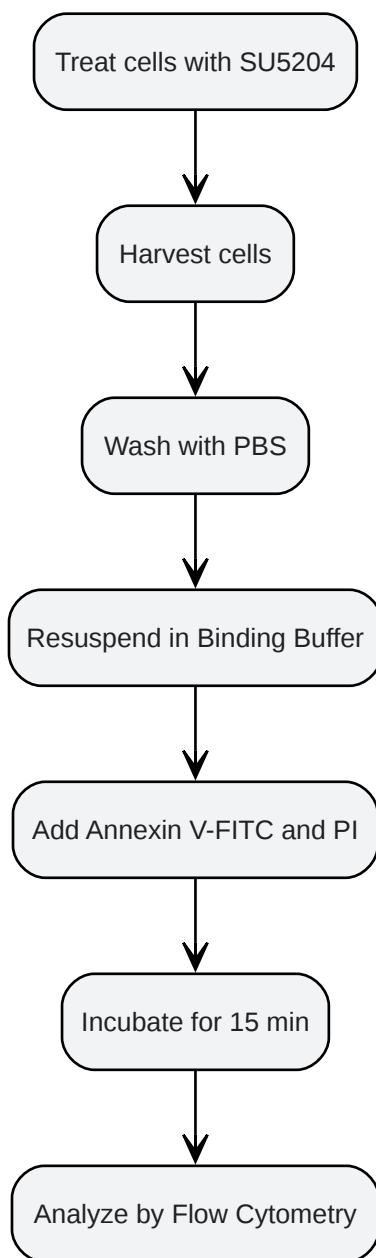 Treat cells with SU5204
Harvest cells
Wash with PBS
Resuspend in Binding Buffer
Add Annexin V-FITC and PI
Incubate for 15 min
Analyze by Flow Cytometry